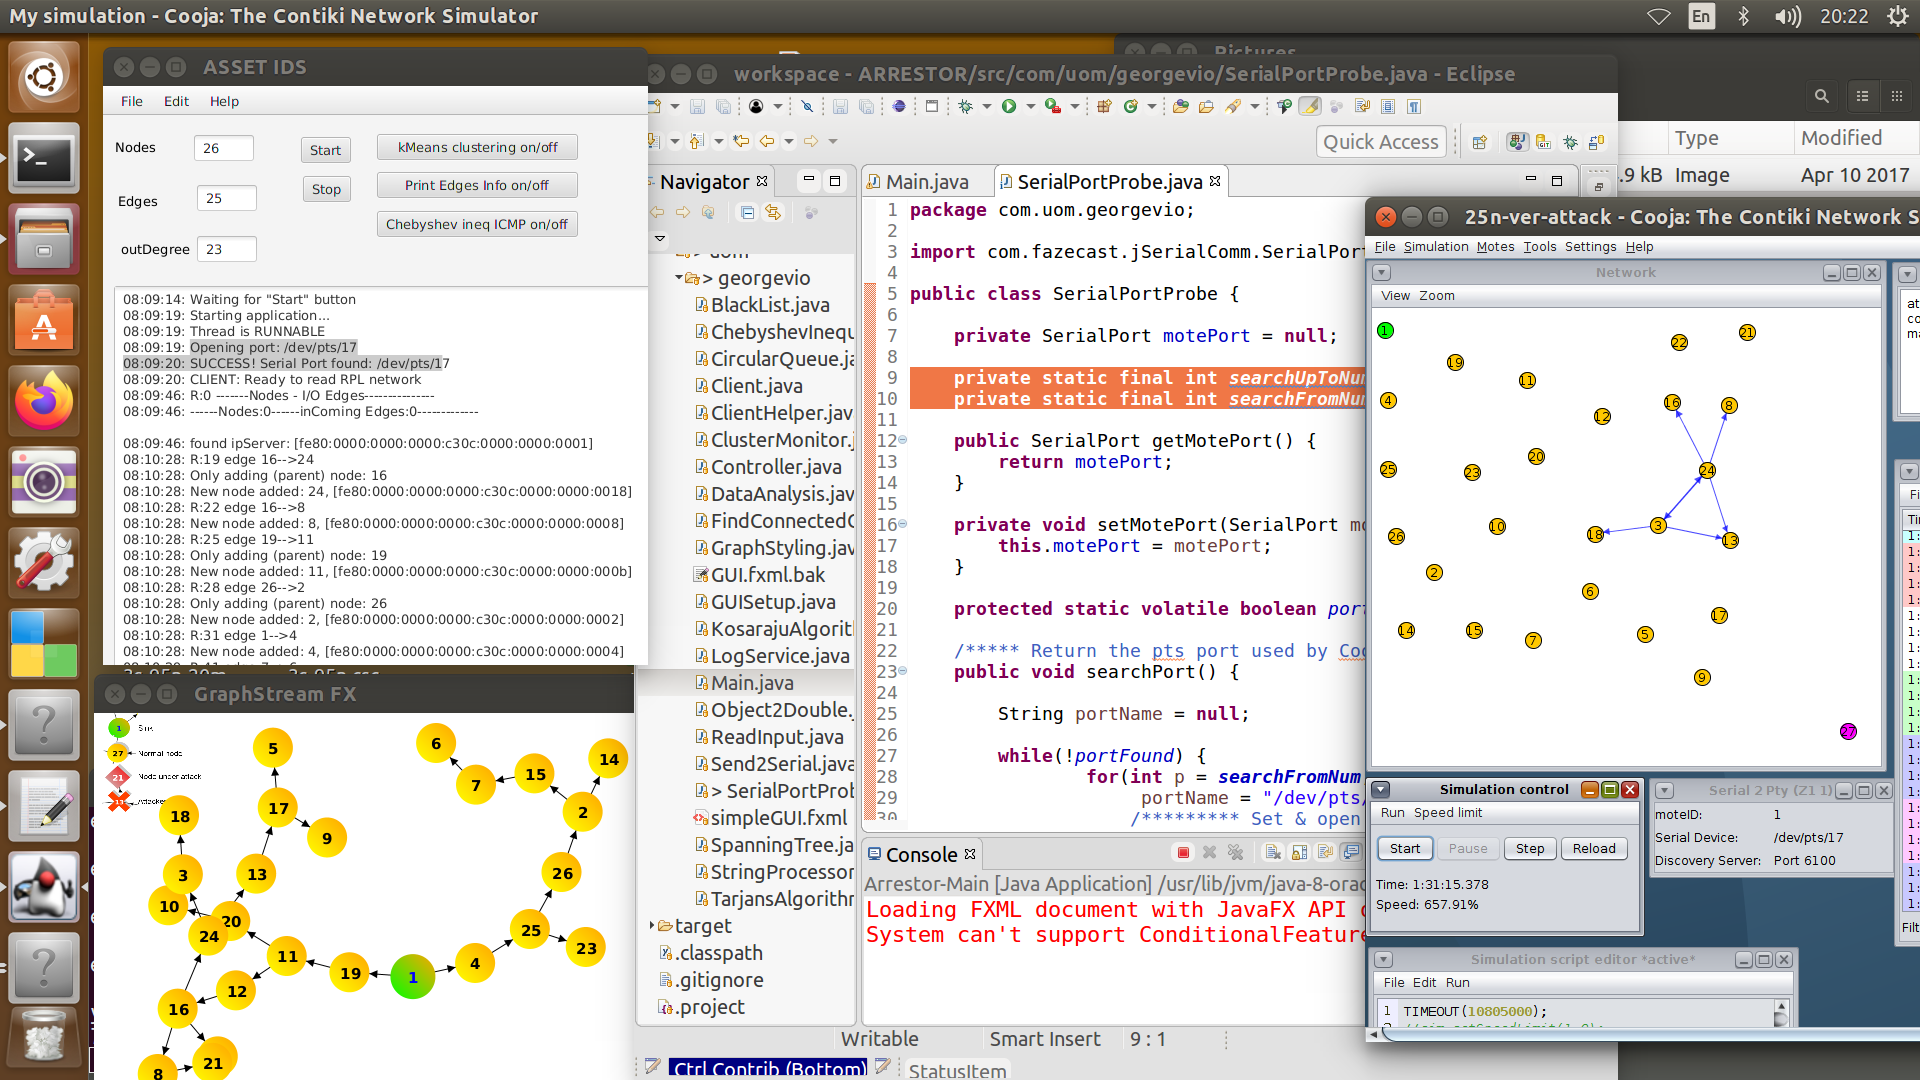 My simulation - Cooja: The Contiki Network Simulator
En
20:22
ASSET IDS
File Edit Help
Nodes 26 Start kMeans clustering on/off
Stop Print Edges Info on/off
Edges 25
Chebyshev ineq ICMP on/off
outDegree 23
08:09:14: Waiting for "Start" button
08:09:19: Starting application...
08:09:19: Thread is RUNNABLE
08:09:19: Opening port: /dev/pts/17
08:09:20: SUCCESS! Serial Port found: /dev/pts/17
08:09:20: CLIENT: Ready to read RPL network
08:09:46: R:0 -------Nodes - I/O Edges--------------
08:09:46: ------Nodes:0------inComing Edges:0-------------
08:09:46: found ipServer: [fe80:0000:0000:0000:c30c:0000:0000:0001]
08:10:28: R:19 edge 16-->24
08:10:28: Only adding (parent) node: 16
08:10:28: New node added: 24, [fe80:0000:0000:0000:c30c:0000:0000:0018]
08:10:28: R:22 edge 16-->8
08:10:28: New node added: 8, [fe80:0000:0000:0000:c30c:0000:0000:0008]
08:10:28: R:25 edge 19-->11
08:10:28: Only adding (parent) node: 19
08:10:28: New node added: 11, [fe80:0000:0000:0000:c30c:0000:0000:000b]
08:10:28: R:28 edge 26-->2
08:10:28: Only adding (parent) node: 26
08:10:28: New node added: 2, [fe80:0000:0000:0000:c30c:0000:0000:0002]
08:10:28: R:31 edge 1-->4
08:10:28: New node added: 4, [fe80:0000:0000:0000:c30c:0000:0000:0004]
GraphStream FX
1 Sink
27 Normal node
21 Node under attack
Attacker
5
6
14
15
7
17
2
18
9
3
13
26
10
20
24
25
23
11
4
19
1
12
16
21
8
workspace - ARRESTOR/src/com/uom/georgevio/SerialPortProbe.java - Eclipse
Quick Access
Navigator
> georgevio
BlackList.java
ChebyshevInequ
CircularQueue.ja
Client.java
ClientHelper.jav
ClusterMonitor.j
Controller.java
DataAnalysis.jav
FindConnectedC
GraphStyling.jav
GUI.fxml.bak
GUISetup.java
KosarajuAlgorith
LogService.java
Main.java
Object2Double.j
ReadInput.java
Send2Serial.java
> SerialPortProb
simpleGUI.fxml
SpanningTree.ja
StringProcessor
TarjansAlgorithm
target
.classpath
.gitignore
.project
Main.java SerialPortProbe.java
1 package com.uom.georgevio;
2
3 import com.fazecast.jSerialComm.SerialPor
4
5 public class SerialPortProbe {
6
7 private SerialPort motePort = null;
8
9 private static final int searchUpToNum
10 private static final int searchFromNum
11
12 public SerialPort getMotePort() {
13 return motePort;
14 }
15
16 private void setMotePort(SerialPort mo
17 this.motePort = motePort;
18 }
19
20 protected static volatile boolean port
21
22 /***** Return the pts port used by Coo
23 public void searchPort() {
24
25 String portName = null;
26
27 while(!portFound) {
28 for(int p = searchFromNum
29 portName = "/dev/pts/
30 /********* Set & open
Console
Arrestor-Main [Java Application] /usr/lib/jvm/java-8-orac
Loading FXML document with JavaFX API o
System can't support ConditionalFeature
Writable Smart Insert 9 : 1
Ctrl Contrib (Bottom) StatusItem
Pictures
Type Modified
.9 kB Image Apr 10 2017
25n-ver-attack - Cooja: The Contiki Network S
File Simulation Motes Tools Settings Help
Network
View Zoom
1
21
22
19
11
4
16
8
12
20
25
23
24
10
3
18
26
13
2
6
17
14
15
7
5
9
27
Simulation control
Run Speed limit
Start Pause Step Reload
Time: 1:31:15.378
Speed: 657.91%
Serial 2 Pty (Z1 1)
moteID: 1
Serial Device: /dev/pts/17
Discovery Server: Port 6100
Simulation script editor *active*
File Edit Run
1 TIMEOUT(10805000);
at
co
ma
Fi
Filt